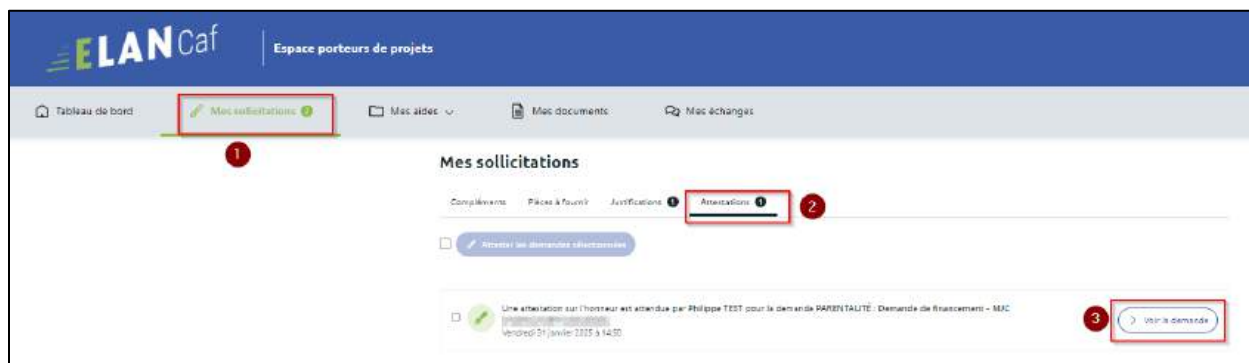 ELAN Caf
Espace porteurs de projets
Tableau de bord
Mes sollicitations 2
Mes aides
Mes documents
Mes échanges
1
Mes sollicitations
Compléments
Pièces à fournir
Justifications 1
Attestations 1
2
Attester les demandes sélectionnées
Une attestation sur l'honneur est attendue par Philippe TEST pour la demande PARENTALITÉ : Demande de financement - MJC
Vendredi 31 janvier 2025 à 14:50
3
Voir la demande